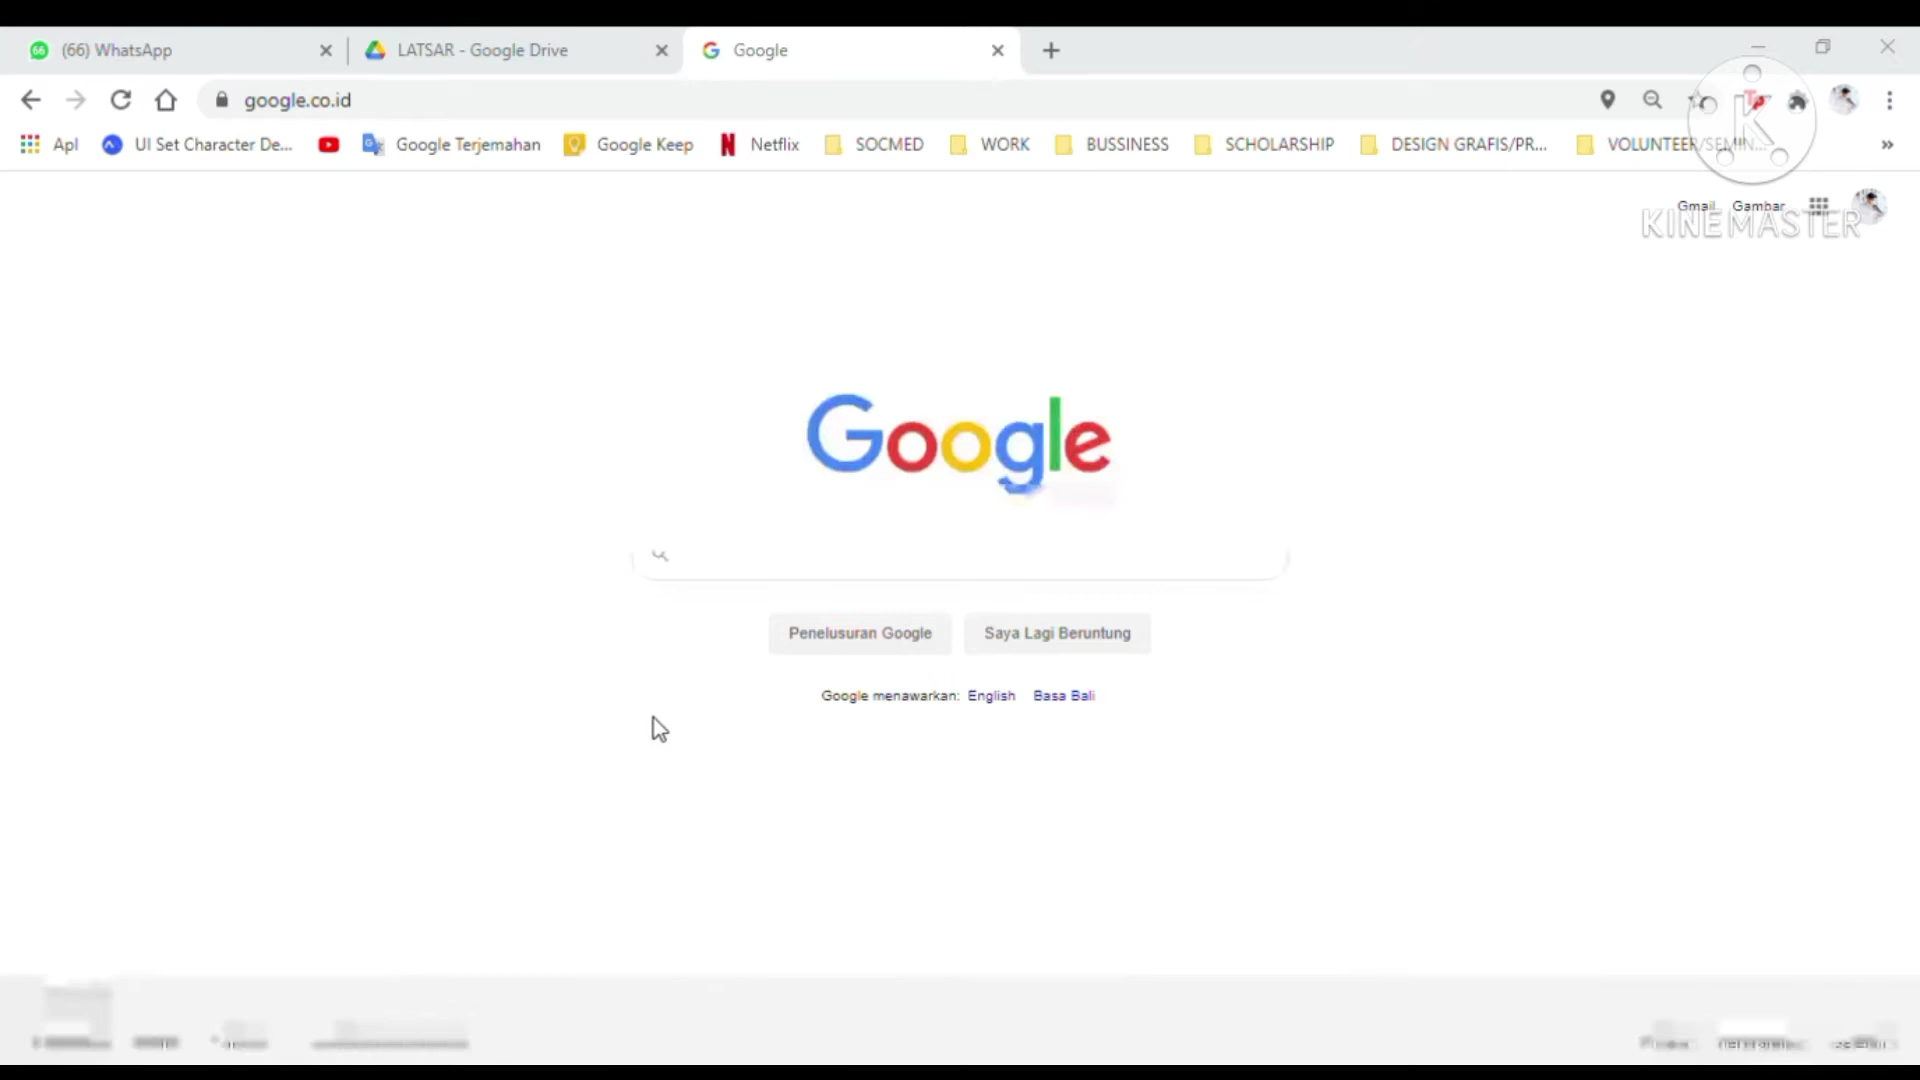 66 (66) WhatsApp LATSAR - Google Drive Google
google.co.id
Apl UI Set Character De... Google Terjemahan Google Keep Netflix SOCMED WORK BUSSINESS SCHOLARSHIP DESIGN GRAFIS/PR... VOLUNTEER/SEMIN...
Gmail Gambar
KINEMASTER
Google
Penelusuran Google Saya Lagi Beruntung
Google menawarkan: English Basa Bali